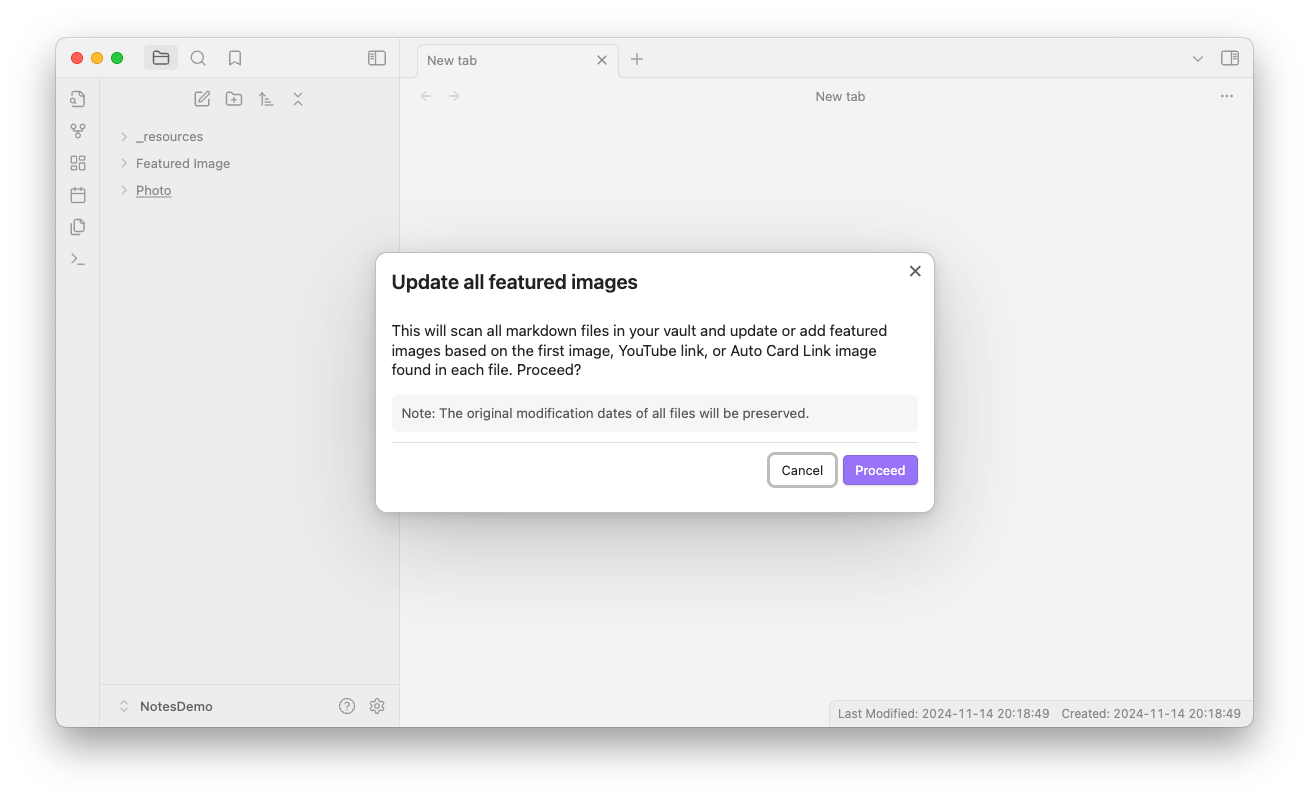 New tab
New tab
_resources
Featured Image
Photo
Update all featured images
This will scan all markdown files in your vault and update or add featured
images based on the first image, YouTube link, or Auto Card Link image
found in each file. Proceed?
Note: The original modification dates of all files will be preserved.
Cancel Proceed
NotesDemo
Last Modified: 2024-11-14 20:18:49 Created: 2024-11-14 20:18:49